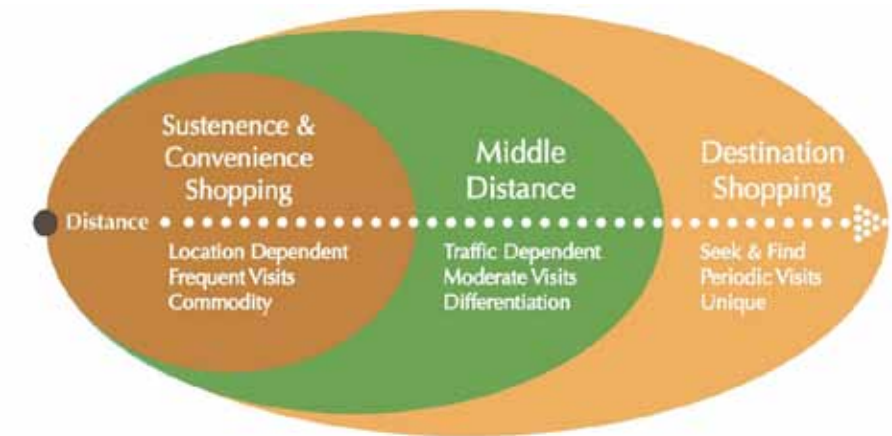 Sustenence &
Convenience
Shopping
Middle
Distance
Destination
Shopping
Distance
Location Dependent
Frequent Visits
Commodity
Traffic Dependent
Moderate Visits
Differentiation
Seek & Find
Periodic Visits
Unique